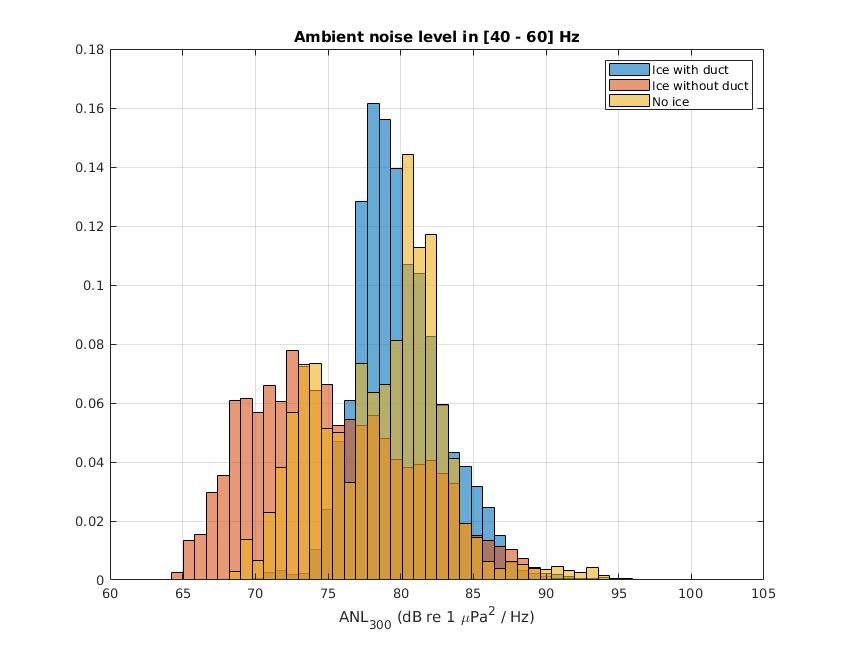 Ambient noise level in [40 - 60] Hz
0.18
0.16
0.14
0.12
0.1
0.08
0.06
0.04
0.02
0
Ice with duct
Ice without duct
No ice
60 65 70 75 80 85 90 95 100 105
ANL₃₀₀ (dB re 1 μPa² / Hz)